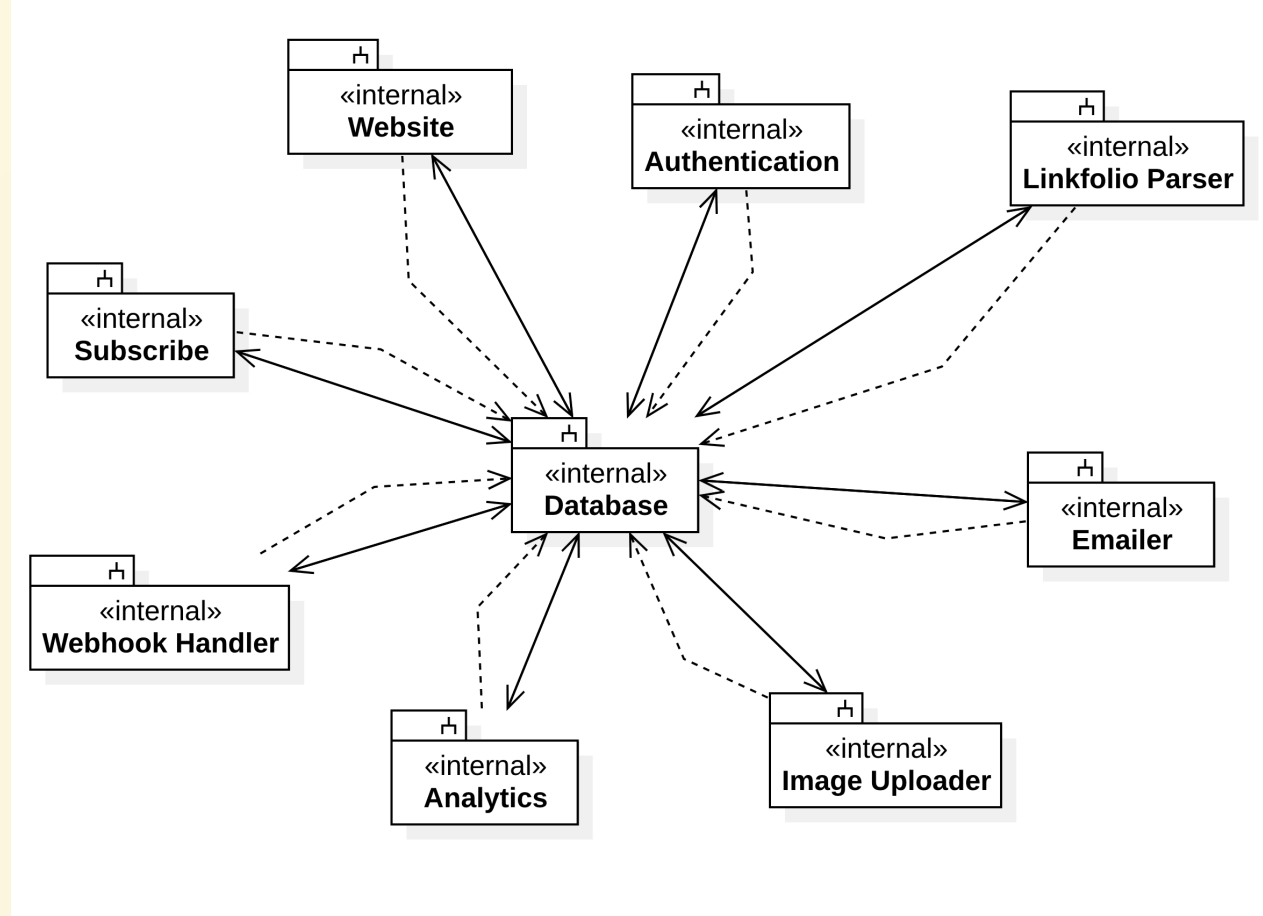 «internal»
Website
«internal»
Authentication
«internal»
Linkfolio Parser
«internal»
Subscribe
«internal»
Database
«internal»
Emailer
«internal»
Webhook Handler
«internal»
Analytics
«internal»
Image Uploader